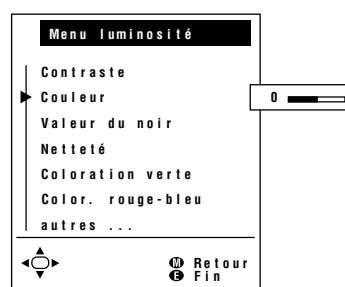 Menu luminosité
Contraste
Couleur
0
Valeur du noir
Netteté
Coloration verte
Color. rouge-bleu
autres ...
M Retour
E Fin